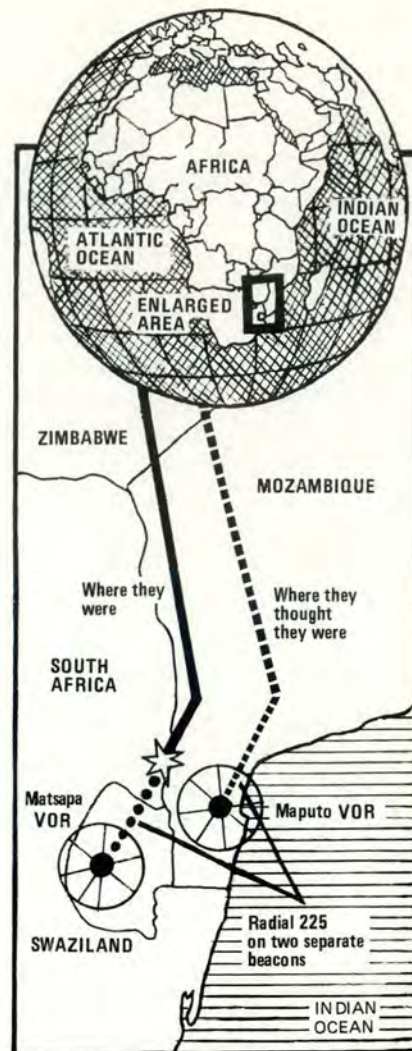 AFRICA
ATLANTIC
OCEAN
INDIAN
OCEAN
ENLARGED
AREA
ZIMBABWE
MOZAMBIQUE
Where they
were
Where they
thought
they were
SOUTH
AFRICA
Matsapa
VOR
Maputo VOR
Radial 225
on two separate
beacons
SWAZILAND
INDIAN
OCEAN